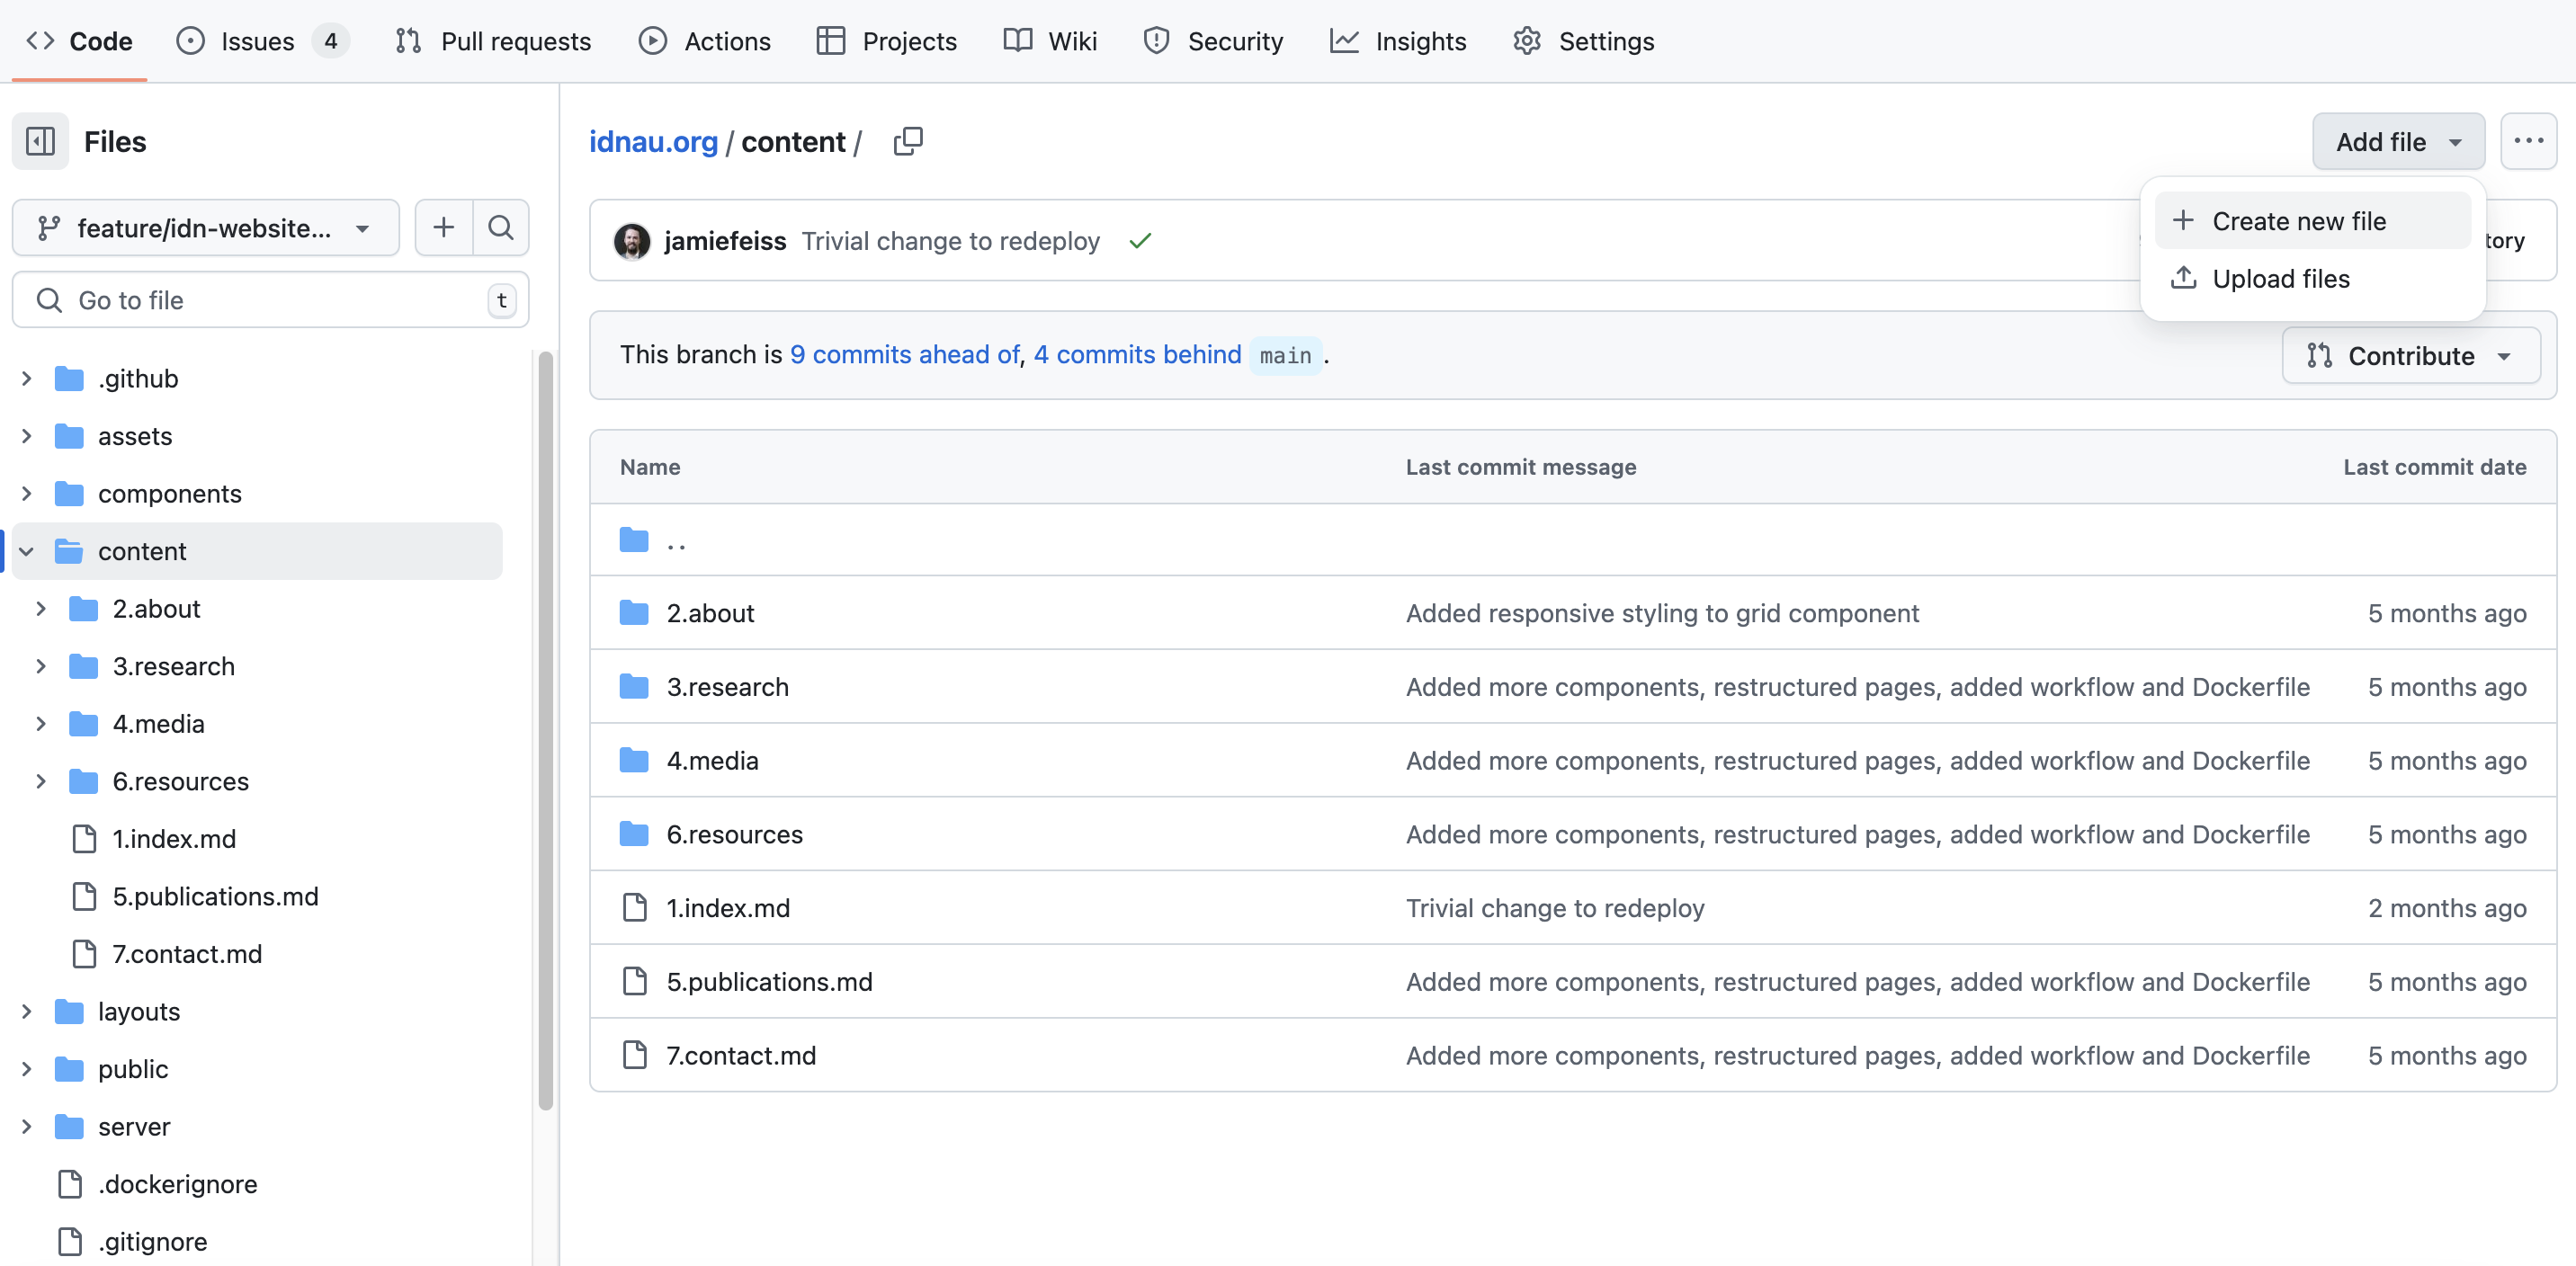 Code Issues 4 Pull requests Actions Projects Wiki Security Insights Settings
Files
feature/idn-website...
Go to file t
.github
assets
components
content
2.about
3.research
4.media
6.resources
1.index.md
5.publications.md
7.contact.md
layouts
public
server
.dockerignore
.gitignore
idnau.org / content /
Add file
Create new file
Upload files
jamiefeiss Trivial change to redeploy
tory
This branch is 9 commits ahead of, 4 commits behind main .
Contribute
Name Last commit message Last commit date
..
2.about Added responsive styling to grid component 5 months ago
3.research Added more components, restructured pages, added workflow and Dockerfile 5 months ago
4.media Added more components, restructured pages, added workflow and Dockerfile 5 months ago
6.resources Added more components, restructured pages, added workflow and Dockerfile 5 months ago
1.index.md Trivial change to redeploy 2 months ago
5.publications.md Added more components, restructured pages, added workflow and Dockerfile 5 months ago
7.contact.md Added more components, restructured pages, added workflow and Dockerfile 5 months ago